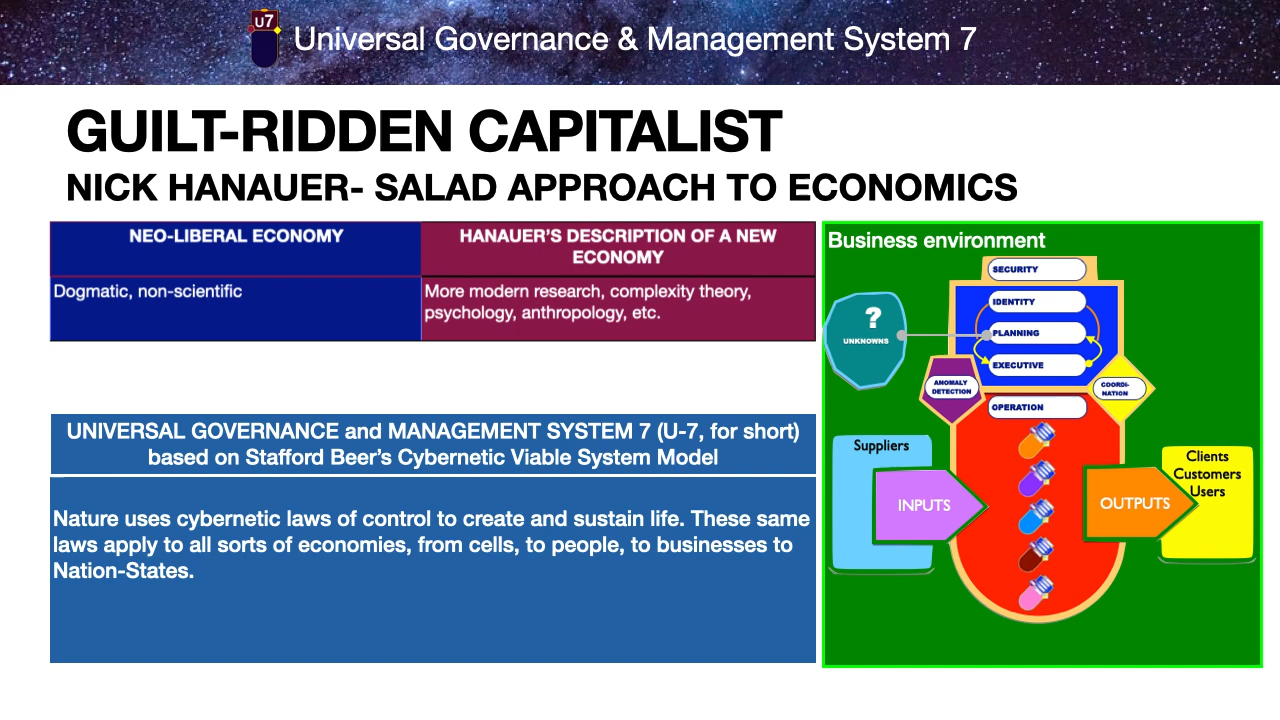 U7
Universal Governance & Management System 7
GUILT-RIDDEN CAPITALIST
NICK HANAUER- SALAD APPROACH TO ECONOMICS
NEO-LIBERAL ECONOMY
HANAUER’S DESCRIPTION OF A NEW
ECONOMY
Dogmatic, non-scientific
More modern research, complexity theory,
psychology, anthropology, etc.
UNIVERSAL GOVERNANCE and MANAGEMENT SYSTEM 7 (U-7, for short)
based on Stafford Beer’s Cybernetic Viable System Model
Nature uses cybernetic laws of control to create and sustain life. These same
laws apply to all sorts of economies, from cells, to people, to businesses to
Nation-States.
Business environment
SECURITY
IDENTITY
?
UNKNOWNS
PLANNING
EXECUTIVE
ANOMALY
DETECTION
COORDI-
NATION
OPERATION
Suppliers
INPUTS
OUTPUTS
Clients
Customers
Users